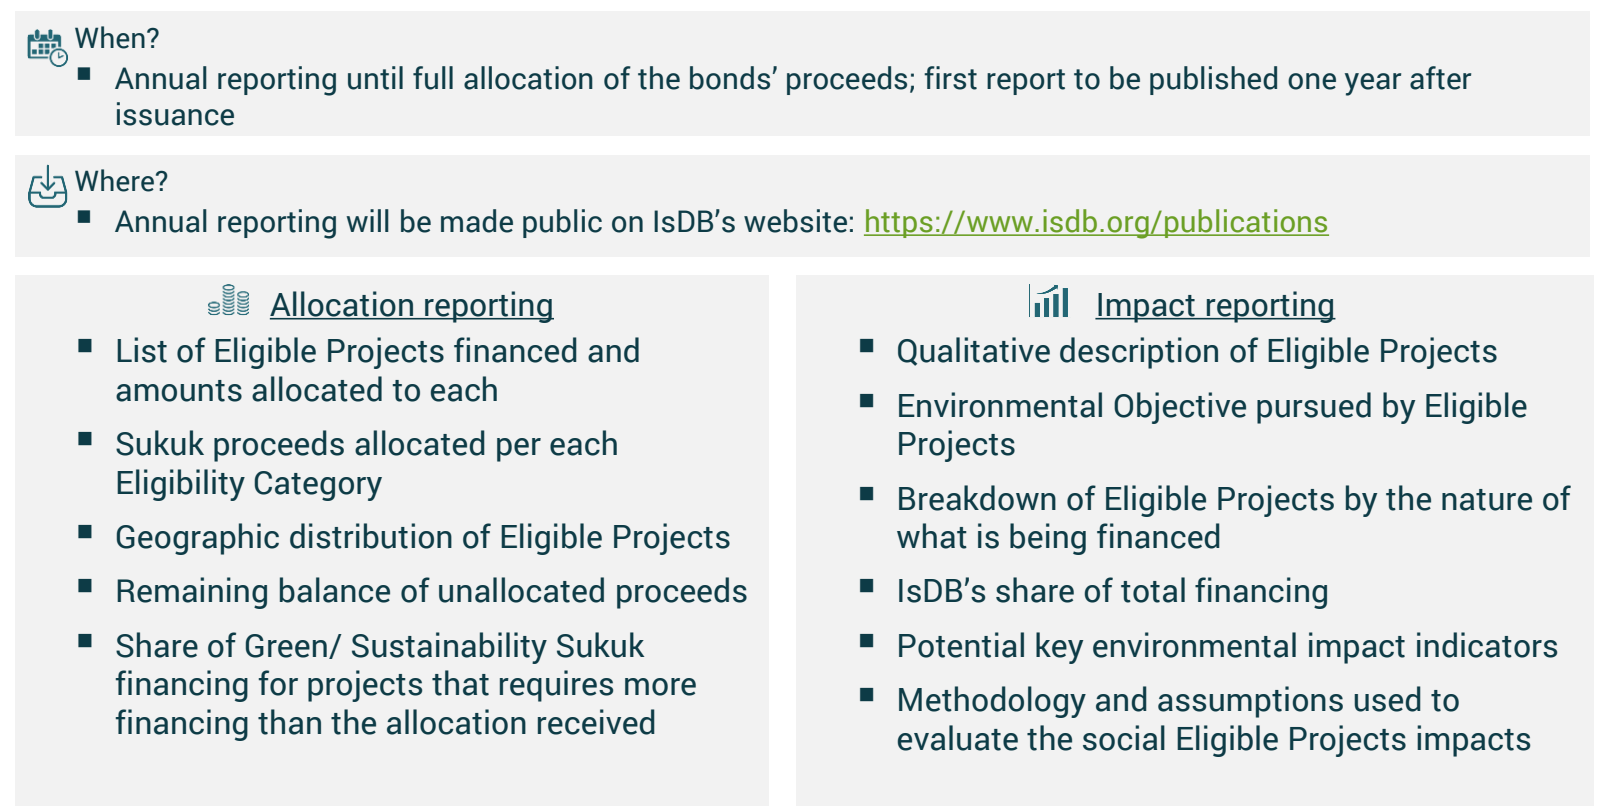 When?
▪ Annual reporting until full allocation of the bonds’ proceeds; first report to be published one year after
issuance
Where?
▪ Annual reporting will be made public on IsDB’s website: https://www.isdb.org/publications
Allocation reporting
▪ List of Eligible Projects financed and
amounts allocated to each
▪ Sukuk proceeds allocated per each
Eligibility Category
▪ Geographic distribution of Eligible Projects
▪ Remaining balance of unallocated proceeds
▪ Share of Green/ Sustainability Sukuk
financing for projects that requires more
financing than the allocation received
Impact reporting
▪ Qualitative description of Eligible Projects
▪ Environmental Objective pursued by Eligible
Projects
▪ Breakdown of Eligible Projects by the nature of
what is being financed
▪ IsDB’s share of total financing
▪ Potential key environmental impact indicators
▪ Methodology and assumptions used to
evaluate the social Eligible Projects impacts